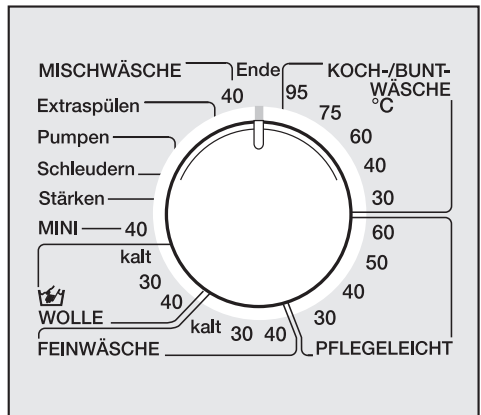 MISCHWÄSCHE
Ende
KOCH-/BUNT-
WÄSCHE
°C
40
95
75
60
40
30
Extraspülen
Pumpen
Schleudern
Stärken
MINI
40
kalt
30
40
WOLLE
FEINWÄSCHE
kalt
30
40
60
50
40
30
PFLEGELEICHT